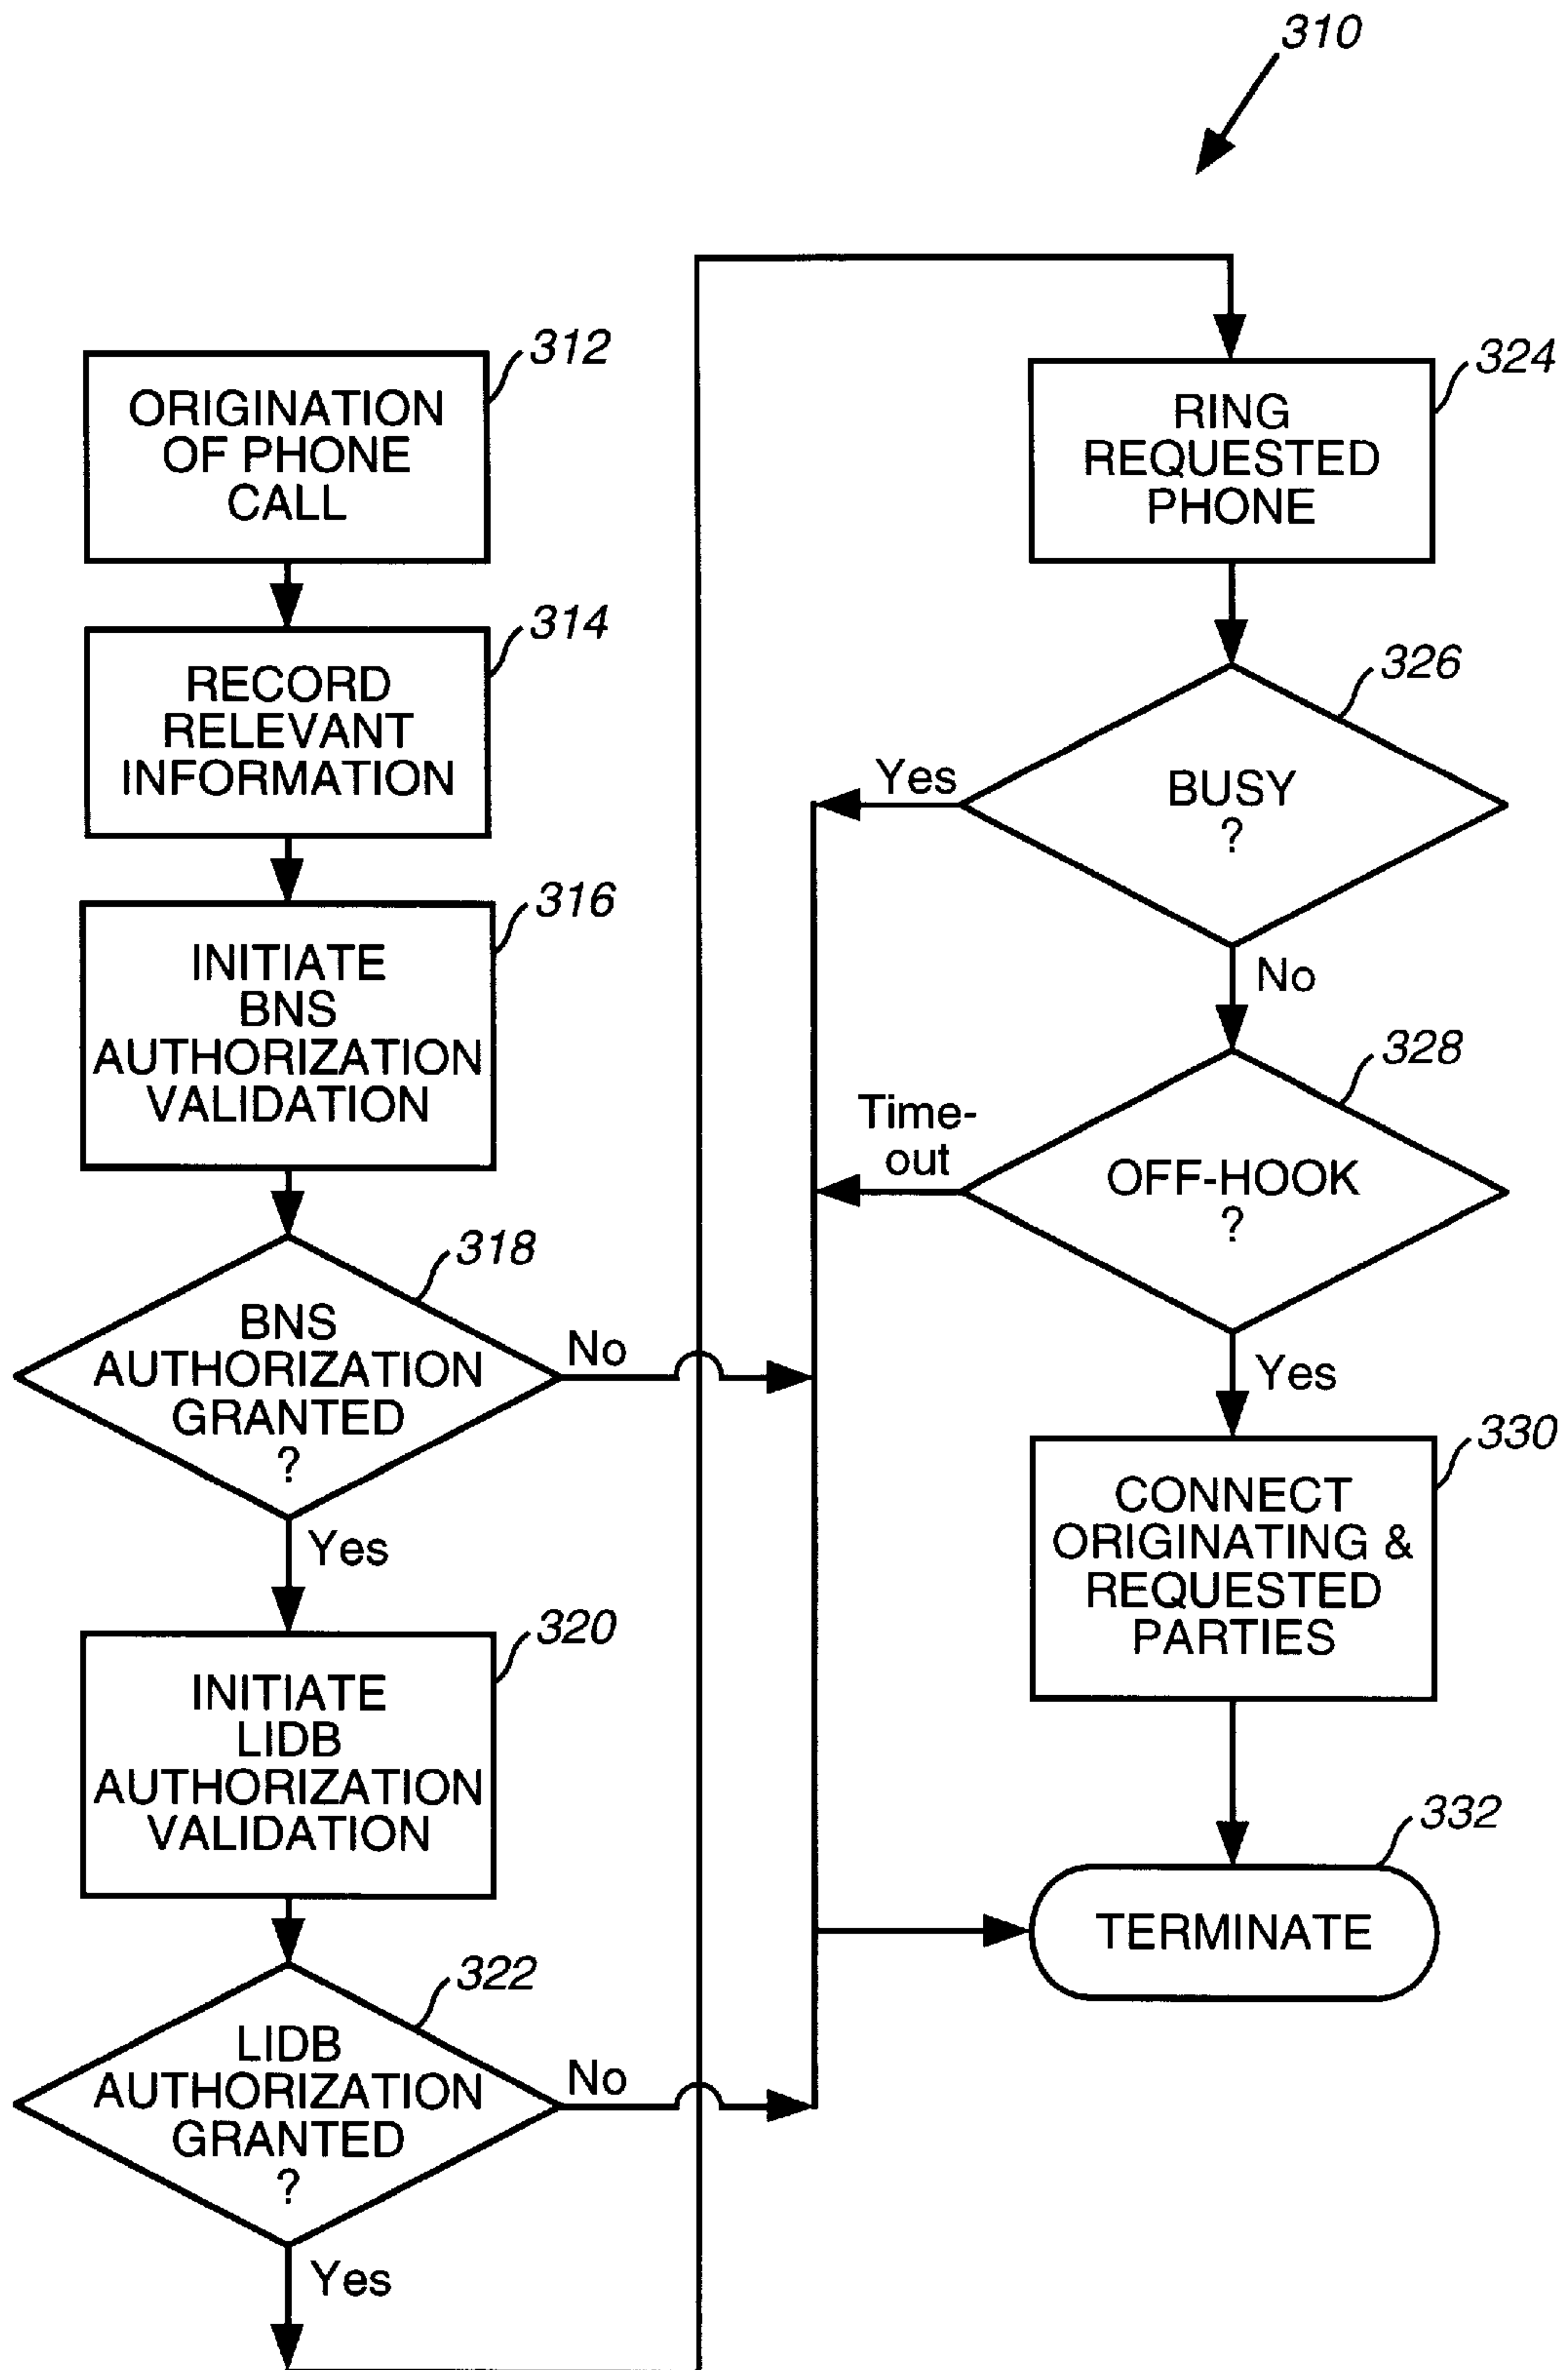 310
312
ORIGINATION
OF PHONE
CALL
314
RECORD
RELEVANT
INFORMATION
316
INITIATE
BNS
AUTHORIZATION
VALIDATION
318
BNS
AUTHORIZATION
GRANTED
?
No
Yes
320
INITIATE
LIDB
AUTHORIZATION
VALIDATION
322
LIDB
AUTHORIZATION
GRANTED
?
No
Yes
324
RING
REQUESTED
PHONE
326
BUSY
?
Yes
No
328
OFF-HOOK
?
Time-
out
Yes
330
CONNECT
ORIGINATING &
REQUESTED
PARTIES
332
TERMINATE